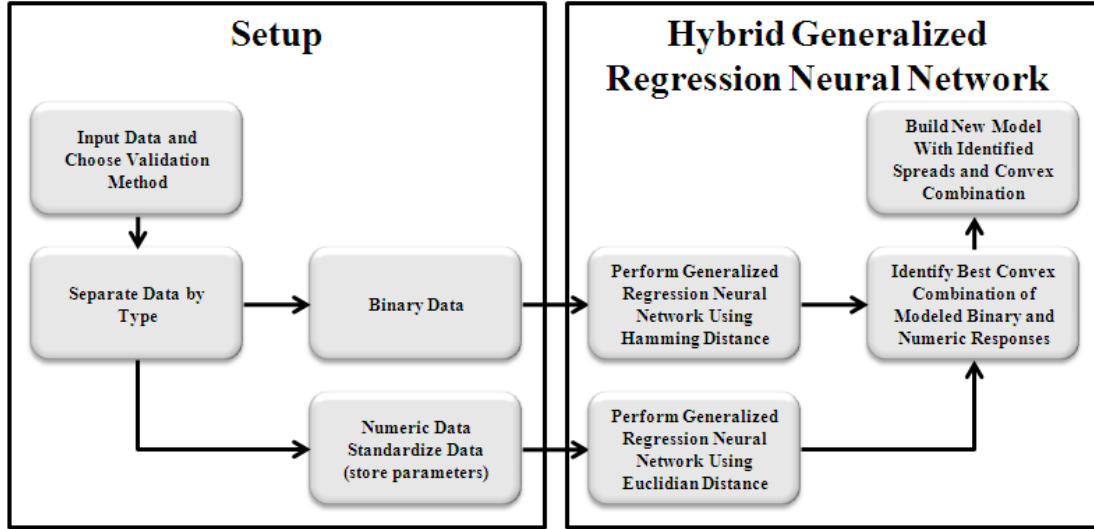 Setup
Input Data and
Choose Validation
Method
Separate Data by
Type
Binary Data
Numeric Data
Standardize Data
(store parameters)
Hybrid Generalized
Regression Neural Network
Build New Model
With Identified
Spreads and Convex
Combination
Perform Generalized
Regression Neural
Network Using
Hamming Distance
Identify Best Convex
Combination of
Modeled Binary and
Numeric Responses
Perform Generalized
Regression Neural
Network Using
Euclidian Distance